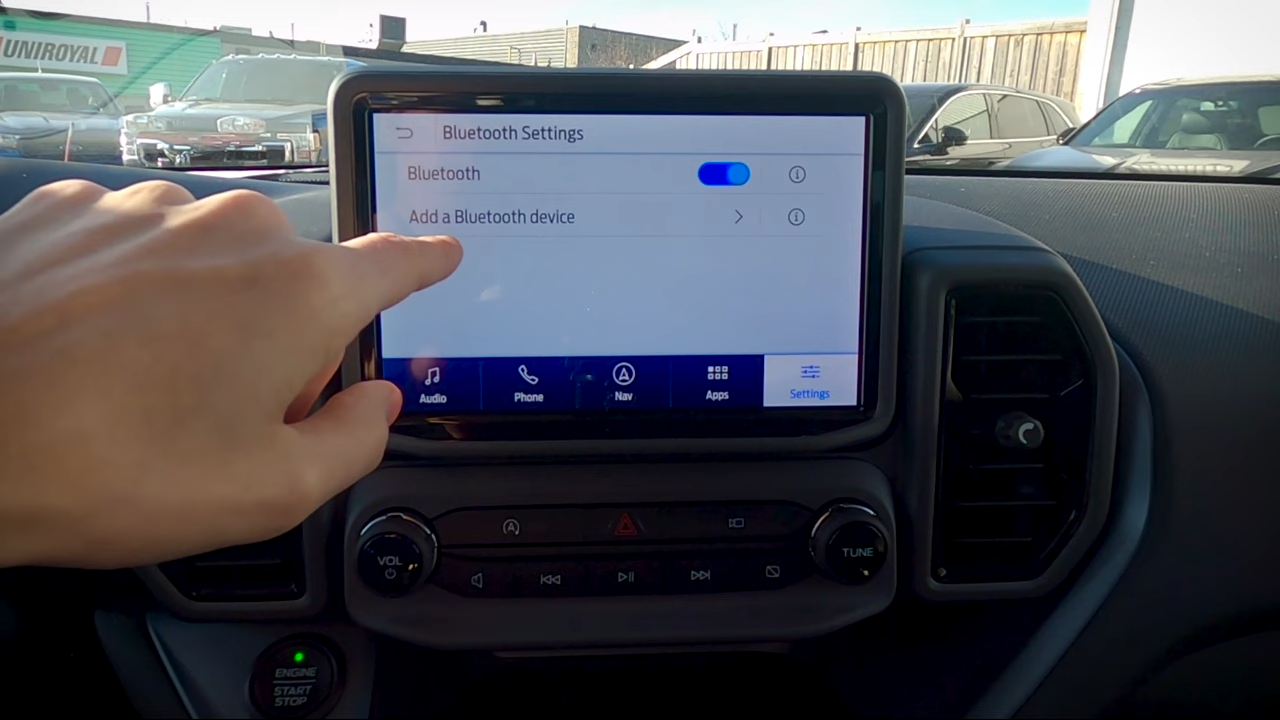 UNIROYAL
Bluetooth Settings
Bluetooth
Add a Bluetooth device
Audio
Phone
Nav
Apps
Settings
VOL
TUNE
ENGINE
START
STOP